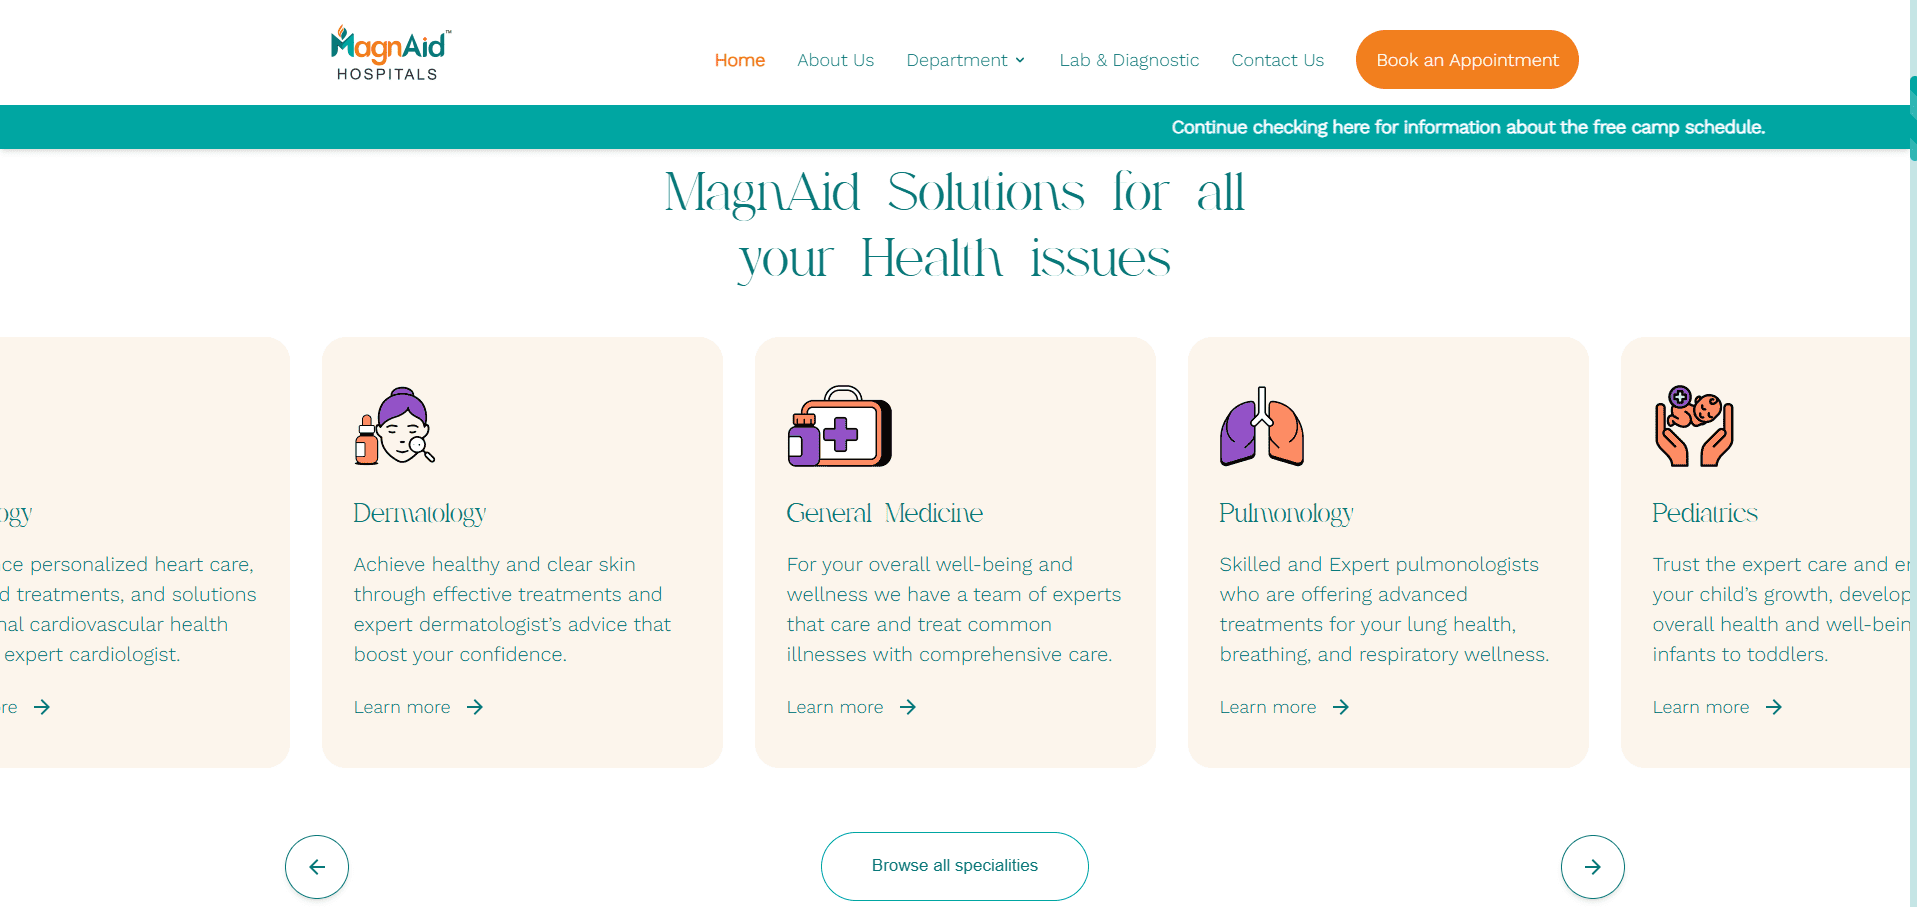 MagnAid™
HOSPITALS
Home
About Us
Department
Lab & Diagnostic
Contact Us
Book an Appointment
Continue checking here for information about the free camp schedule.
MagnAid Solutions for all
your Health issues
ogy
ce personalized heart care,
d treatments, and solutions
nal cardiovascular health
expert cardiologist.
re
Dermatology
Achieve healthy and clear skin
through effective treatments and
expert dermatologist’s advice that
boost your confidence.
Learn more
General Medicine
For your overall well-being and
wellness we have a team of experts
that care and treat common
illnesses with comprehensive care.
Learn more
Pulmonology
Skilled and Expert pulmonologists
who are offering advanced
treatments for your lung health,
breathing, and respiratory wellness.
Learn more
Pediatrics
Trust the expert care and
your child’s growth, develop
overall health and well-bein
infants to toddlers.
Learn more
Browse all specialities